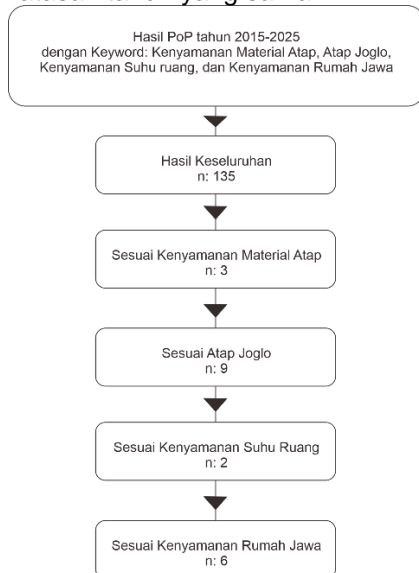 Hasil PoP tahun 2015-2025
dengan Keyword: Kenyamanan Material Atap, Atap Joglo,
Kenyamanan Suhu ruang, dan Kenyamanan Rumah Jawa
Hasil Keseluruhan
n: 135
Sesuai Kenyamanan Material Atap
n: 3
Sesuai Atap Joglo
n: 9
Sesuai Kenyamanan Suhu Ruang
n: 2
Sesuai Kenyamanan Rumah Jawa
n: 6